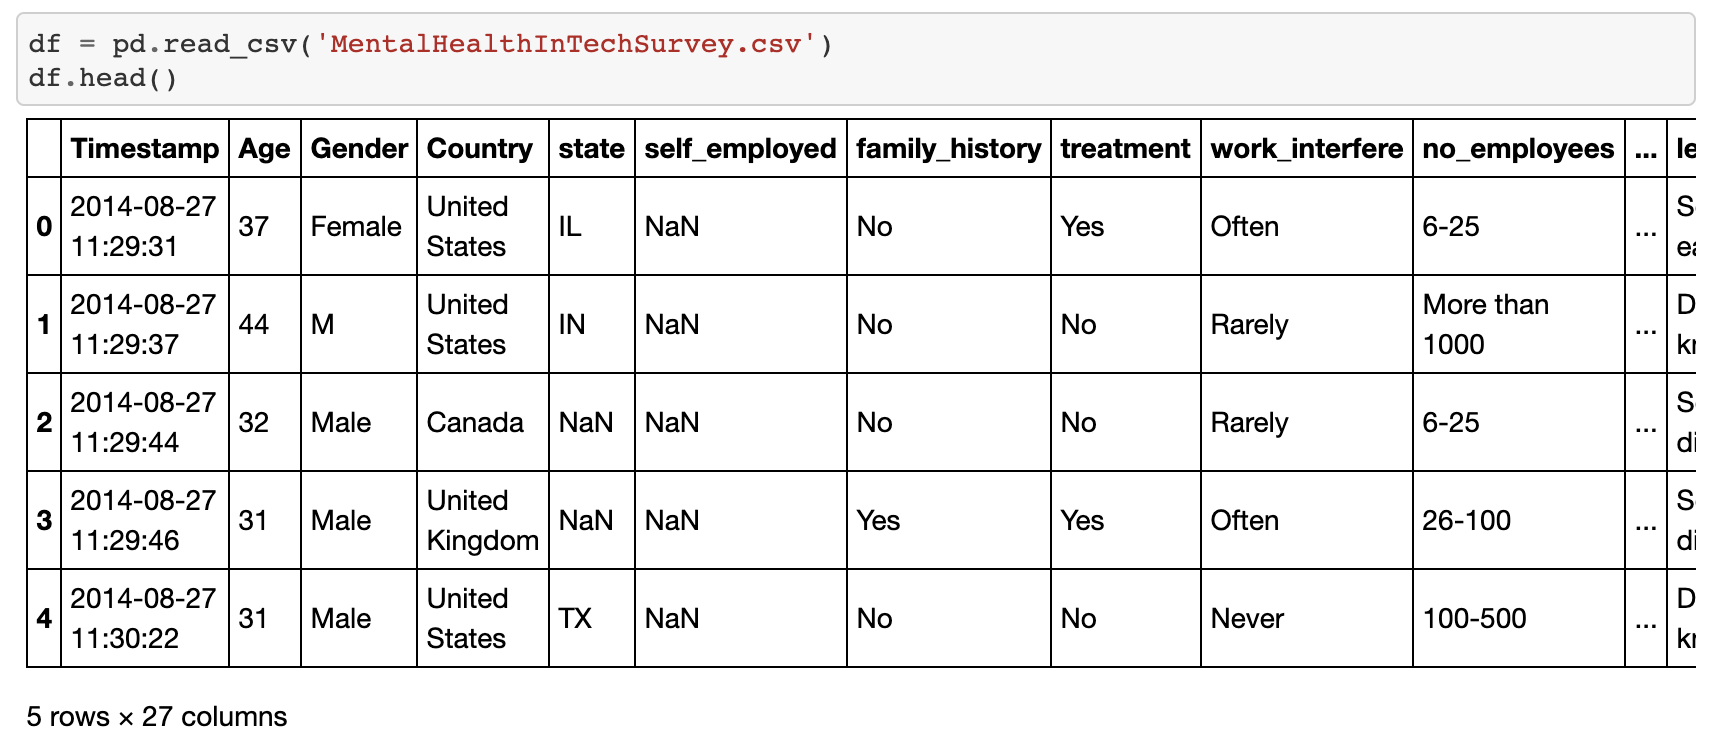 df = pd.read_csv('MentalHealthInTechSurvey.csv')
df.head()
Timestamp Age Gender Country state self_employed family_history treatment work_interfere no_employees ... le
0 2014-08-27 11:29:31 37 Female United States IL NaN No Yes Often 6-25 ...
1 2014-08-27 11:29:37 44 M United States IN NaN No No Rarely More than 1000 ...
2 2014-08-27 11:29:44 32 Male Canada NaN NaN No No Rarely 6-25 ...
3 2014-08-27 11:29:46 31 Male United Kingdom NaN NaN Yes Yes Often 26-100 ...
4 2014-08-27 11:30:22 31 Male United States TX NaN No No Never 100-500 ...
5 rows × 27 columns